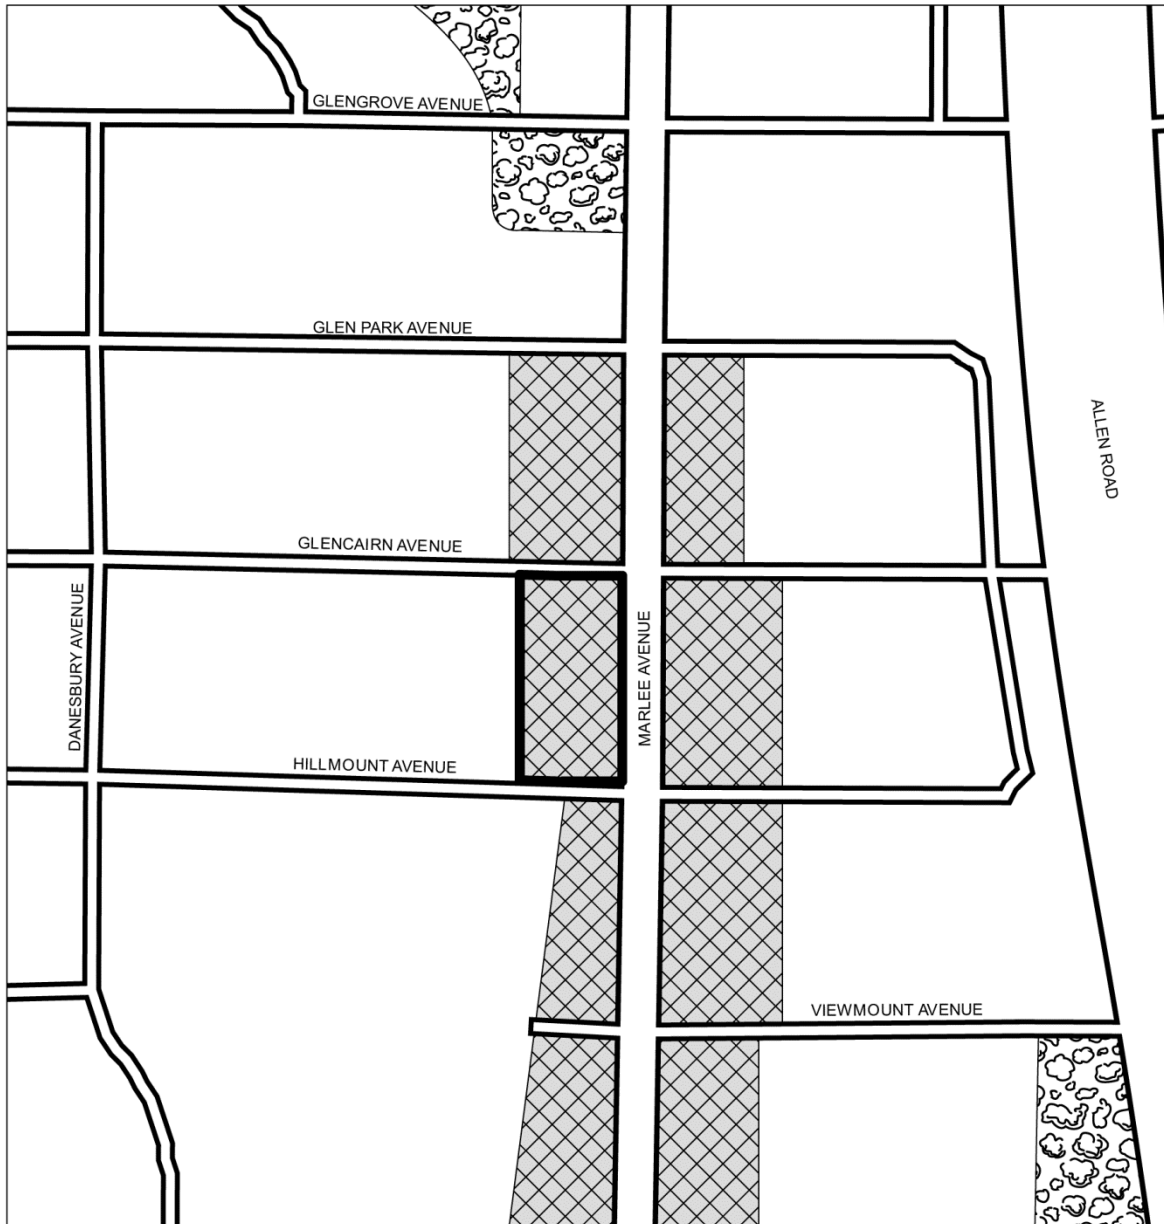 GLENGROVE AVENUE
GLEN PARK AVENUE
ALLEN ROAD
GLENCAIRN AVENUE
DANESBURY AVENUE
MARLEE AVENUE
HILLMOUNT AVENUE
VIEWMOUNT AVENUE